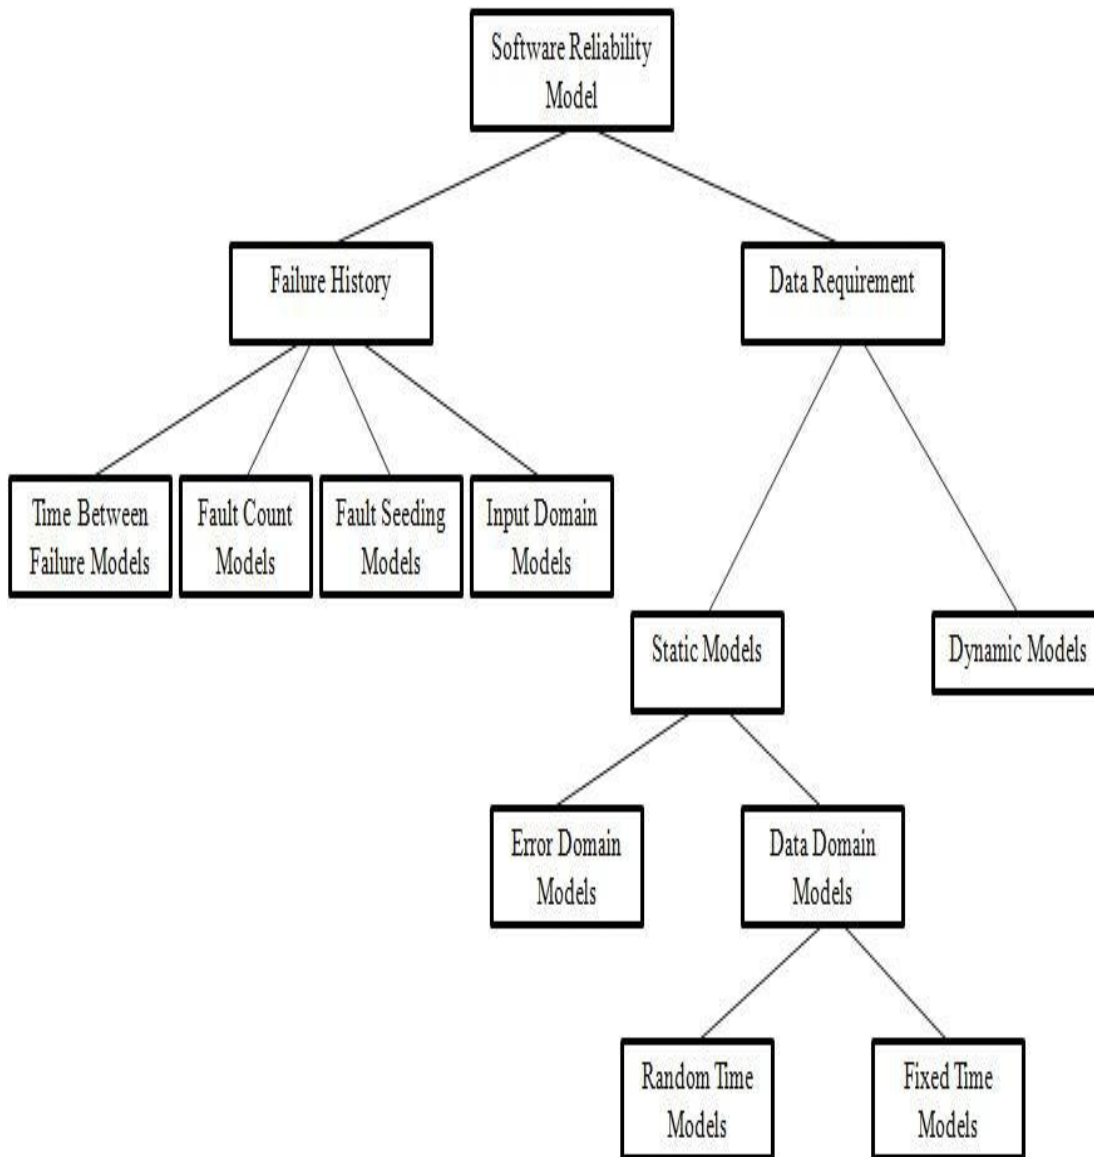 Software Reliability
Model
Failure History
Data Requirement
Time Between
Failure Models
Fault Count
Models
Fault Seeding
Models
Input Domain
Models
Static Models
Dynamic Models
Error Domain
Models
Data Domain
Models
Random Time
Models
Fixed Time
Models